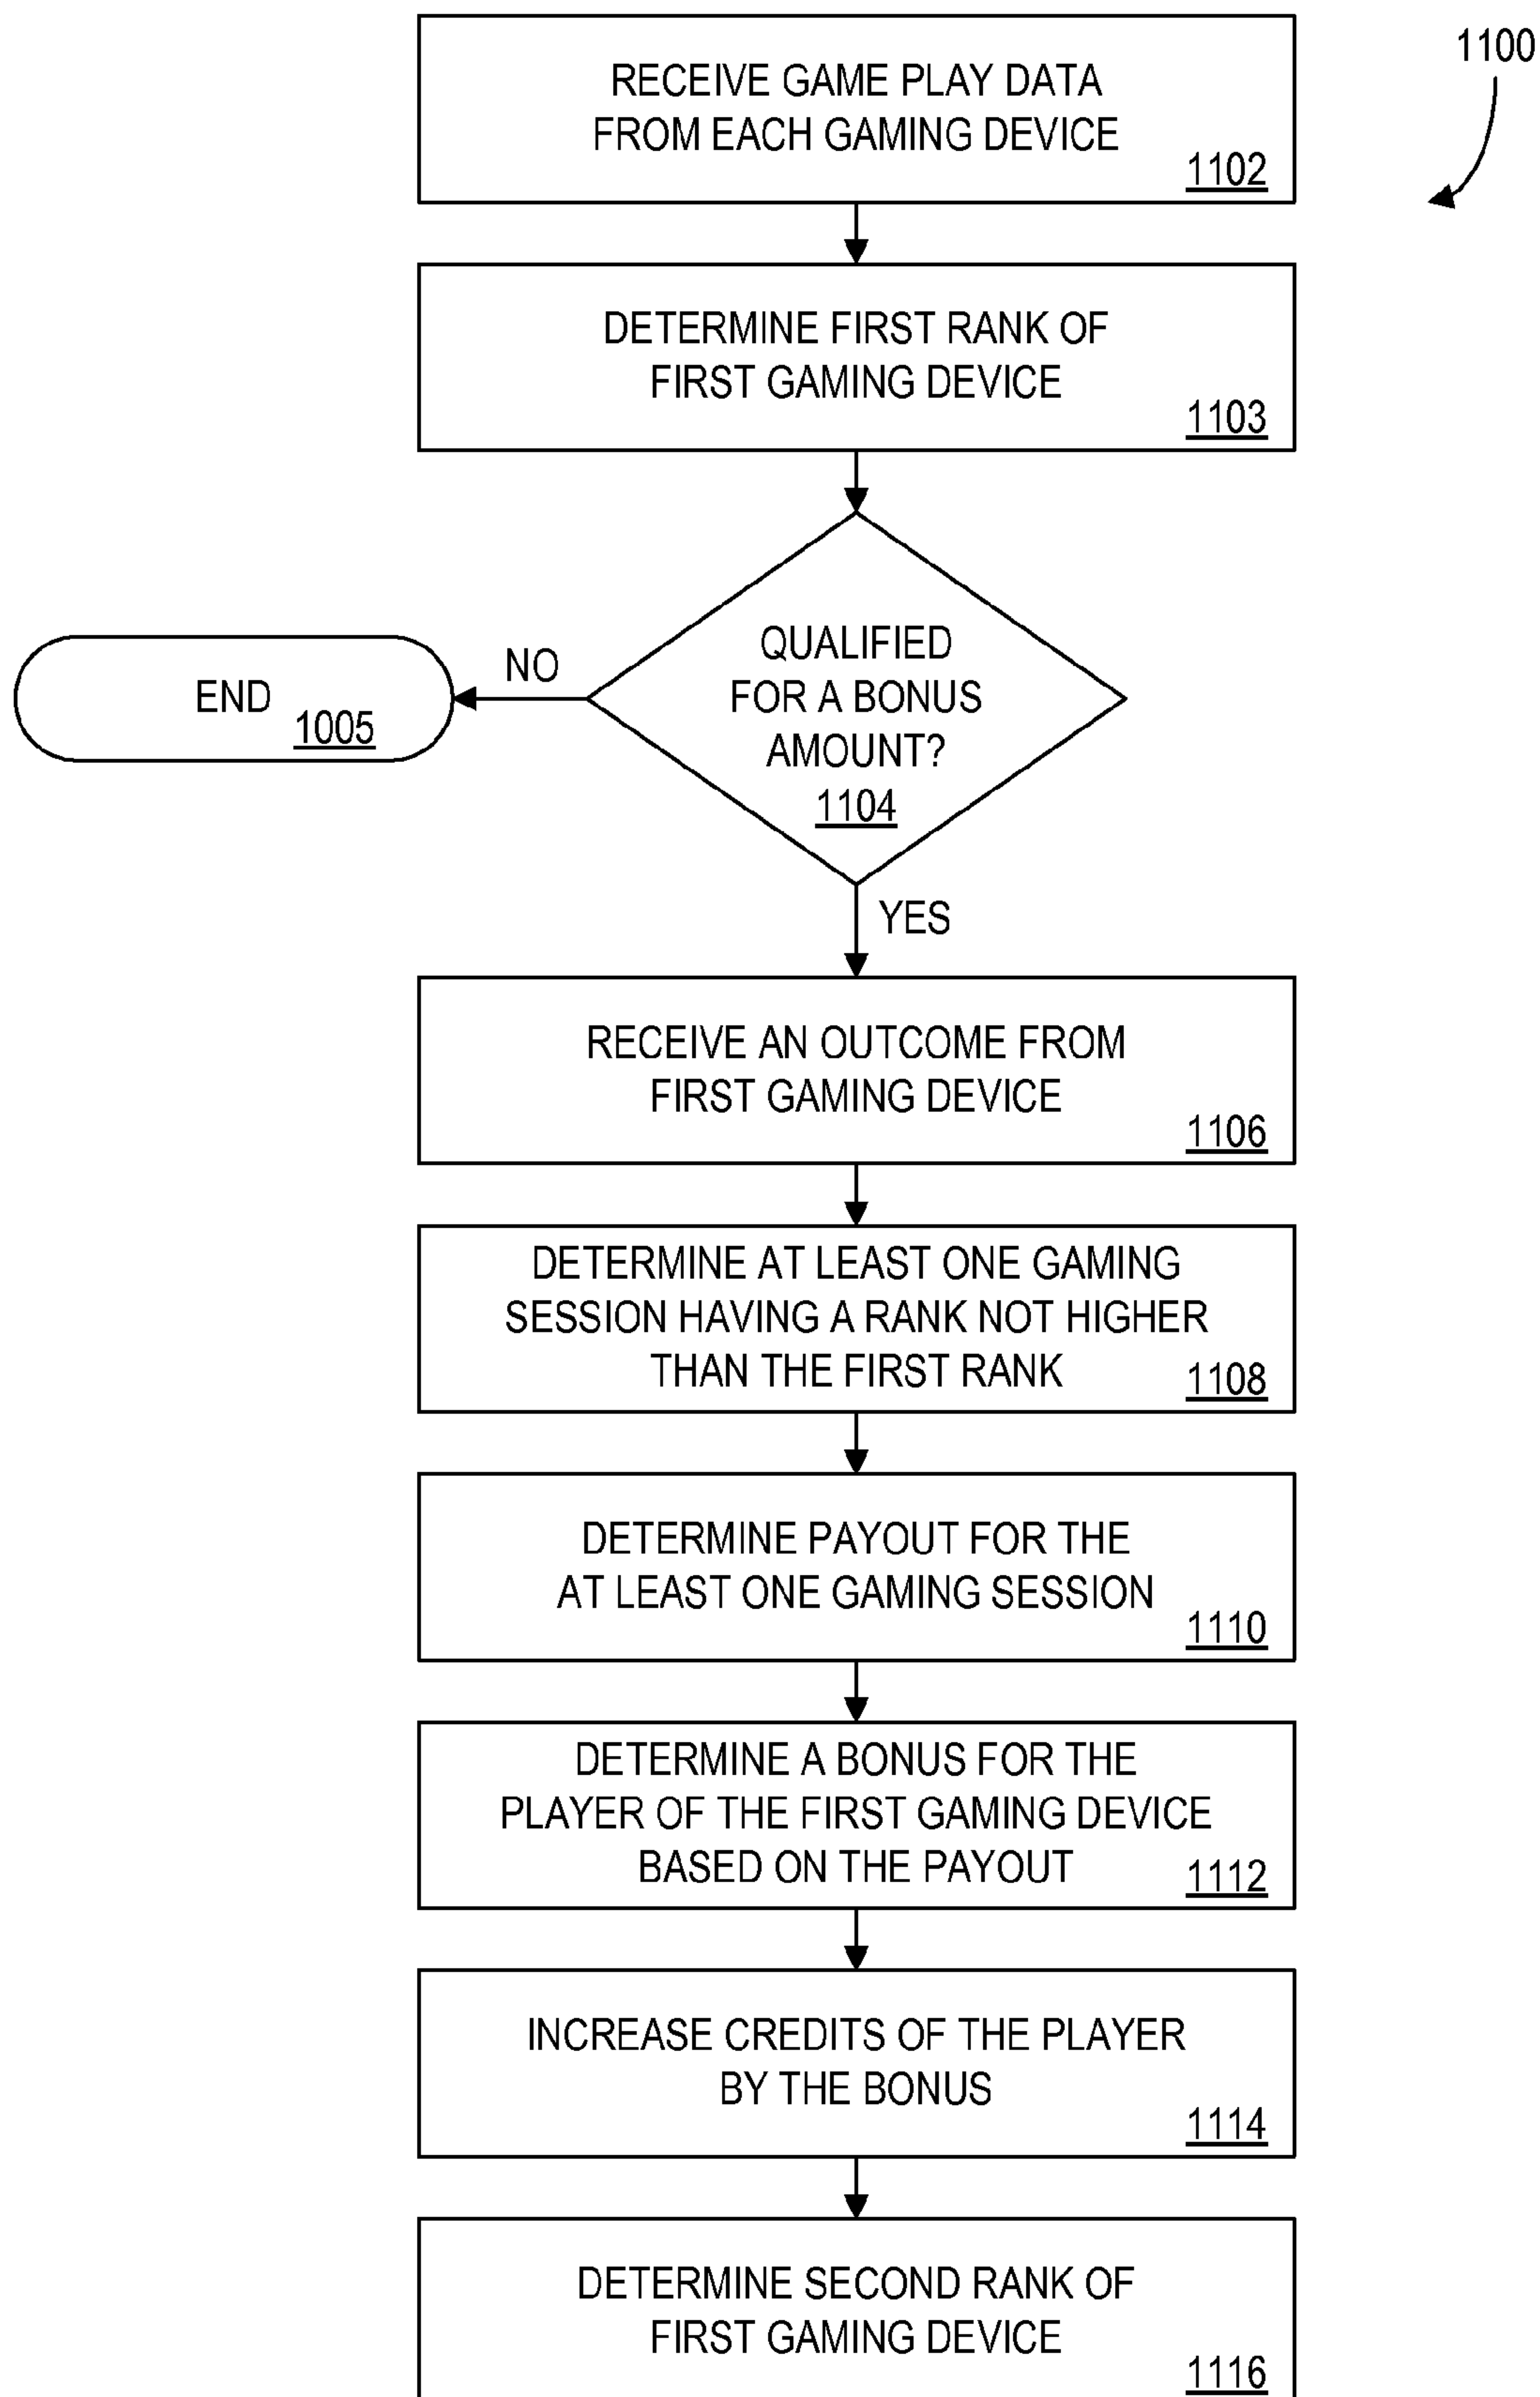 1100
RECEIVE GAME PLAY DATA
FROM EACH GAMING DEVICE
1102
DETERMINE FIRST RANK OF
FIRST GAMING DEVICE
1103
QUALIFIED
FOR A BONUS
AMOUNT?
1104
NO
END
1005
YES
RECEIVE AN OUTCOME FROM
FIRST GAMING DEVICE
1106
DETERMINE AT LEAST ONE GAMING
SESSION HAVING A RANK NOT HIGHER
THAN THE FIRST RANK
1108
DETERMINE PAYOUT FOR THE
AT LEAST ONE GAMING SESSION
1110
DETERMINE A BONUS FOR THE
PLAYER OF THE FIRST GAMING DEVICE
BASED ON THE PAYOUT
1112
INCREASE CREDITS OF THE PLAYER
BY THE BONUS
1114
DETERMINE SECOND RANK OF
FIRST GAMING DEVICE
1116